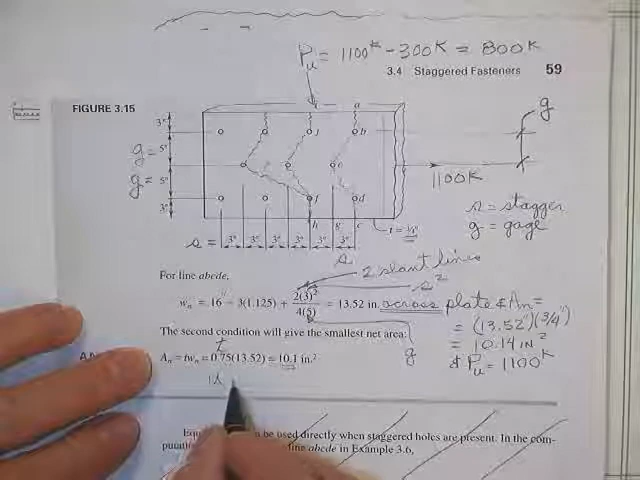 Pu = 1100K - 300K = 800K
3.4 Staggered Fasteners 59
FIGURE 3.15
3"
g = 5"
g = 5"
3"
a
b
c
d
e
f
g
h
j
g
1100K
t = 3/4"
s = 3" 3" 3" 3" 3" 3"
s
s = stagger
g = gage
2 slant lines
s²
For line abcde,
wn = 16" - 3(1.125) + 2(3)²/4(5) = 13.52 in. across plate & An =
= (13.52")(3/4")
The second condition will give the smallest net area:
g
= 10.14 in²
t
An = twn = 0.75(13.52) = 10.1 in.²
& Pu = 1100K
be used directly when staggered holes are present. In the com-
line abcde in Example 3.6,